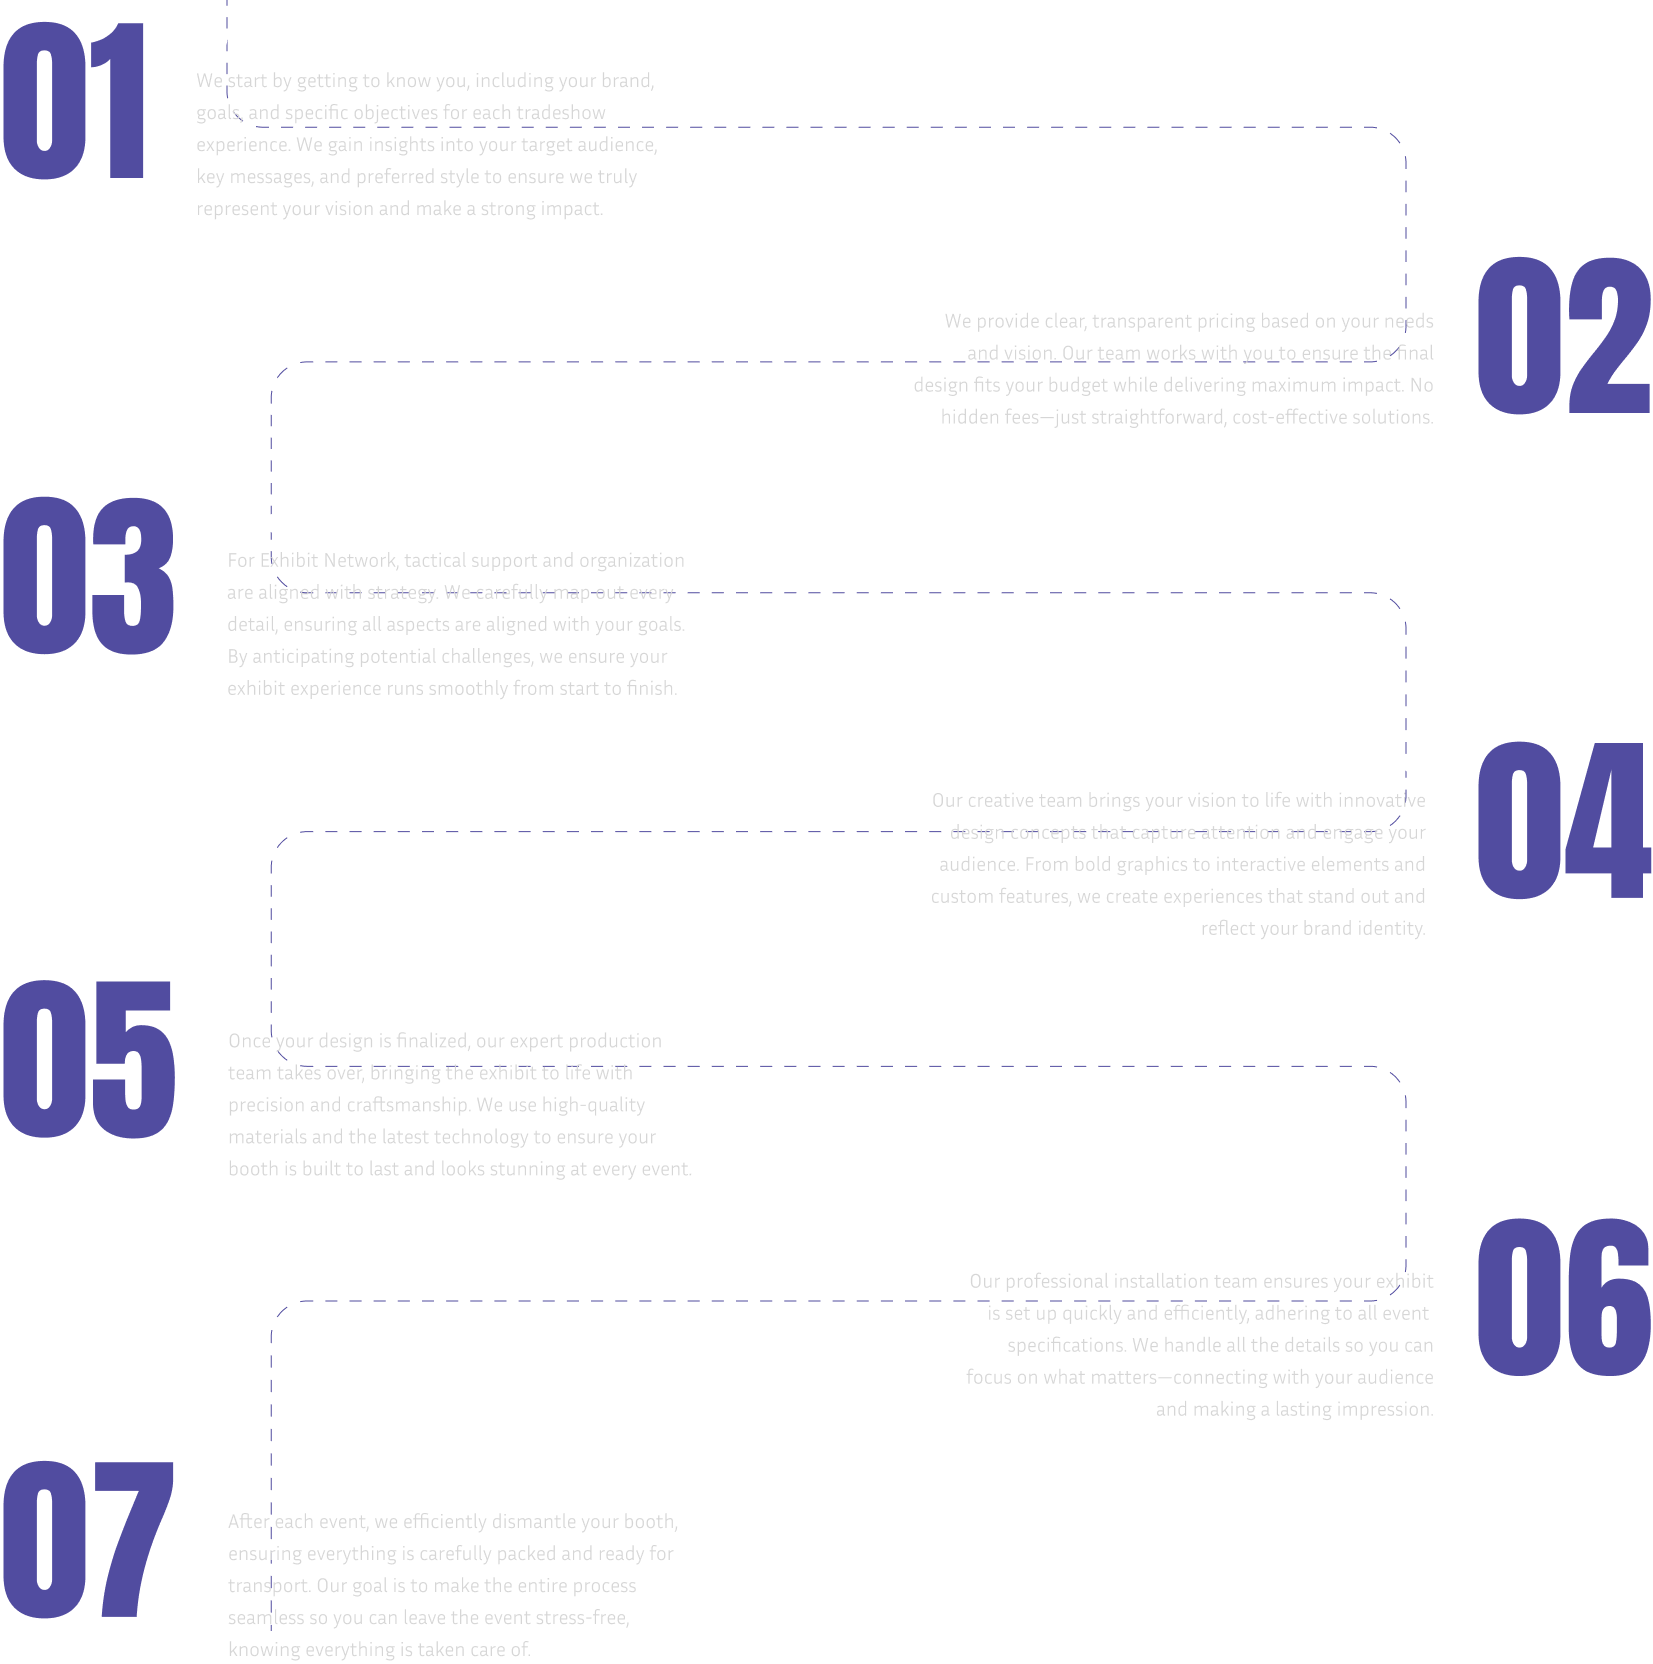 01
We start by getting to know you, including your brand,
goals, and specific objectives for each tradeshow
experience. We gain insights into your target audience,
key messages, and preferred style to ensure we truly
represent your vision and make a strong impact.
02
We provide clear, transparent pricing based on your needs
and vision. Our team works with you to ensure the final
design fits your budget while delivering maximum impact. No
hidden fees—just straightforward, cost-effective solutions.
03
For Exhibit Network, tactical support and organization
are aligned with strategy. We carefully map out every
detail, ensuring all aspects are aligned with your goals.
By anticipating potential challenges, we ensure your
exhibit experience runs smoothly from start to finish.
04
Our creative team brings your vision to life with innovative
design concepts that capture attention and engage your
audience. From bold graphics to interactive elements and
custom features, we create experiences that stand out and
reflect your brand identity.
05
Once your design is finalized, our expert production
team takes over, bringing the exhibit to life with
precision and craftsmanship. We use high-quality
materials and the latest technology to ensure your
booth is built to last and looks stunning at every event.
06
Our professional installation team ensures your exhibit
is set up quickly and efficiently, adhering to all event
specifications. We handle all the details so you can
focus on what matters—connecting with your audience
and making a lasting impression.
07
After each event, we efficiently dismantle your booth,
ensuring everything is carefully packed and ready for
transport. Our goal is to make the entire process
seamless so you can leave the event stress-free,
knowing everything is taken care of.